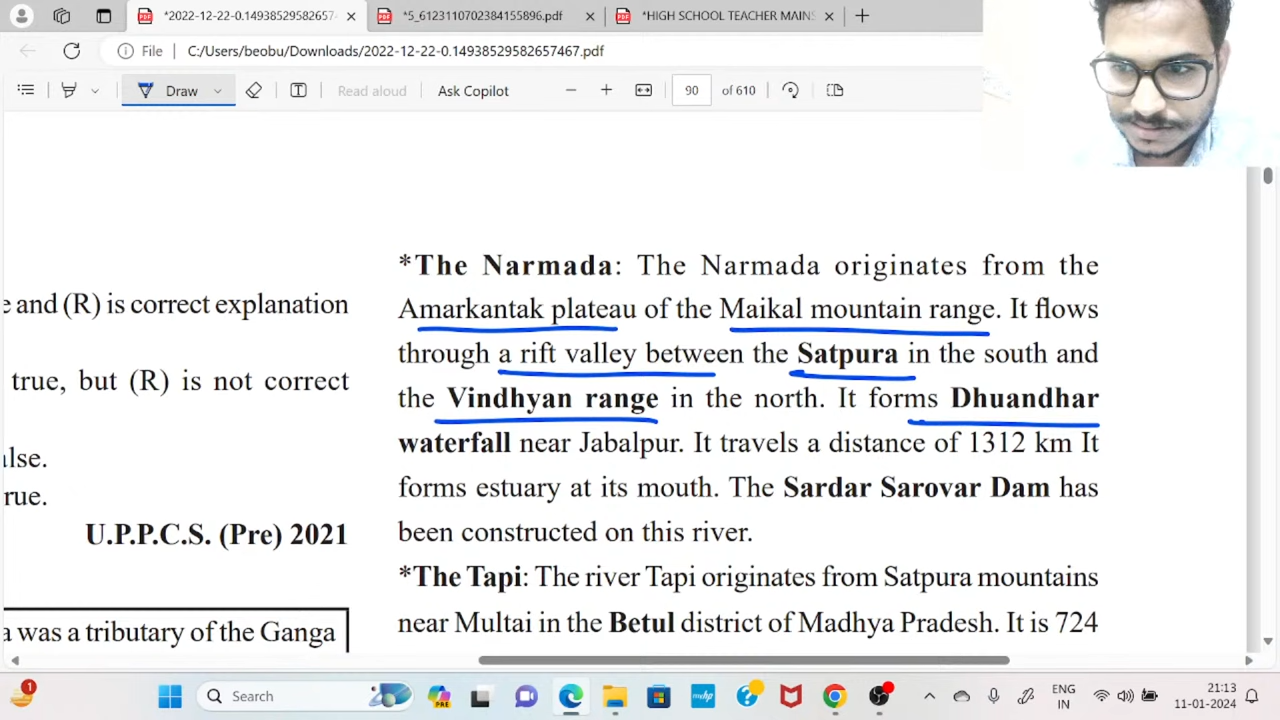 *2022-12-22-0.14938529582657
*5_6123110702384155896.pdf
*HIGH SCHOOL TEACHER MAINS
File
C:/Users/beobu/Downloads/2022-12-22-0.14938529582657467.pdf
Draw
Read aloud
Ask Copilot
90
of 610
*The Narmada: The Narmada originates from the
Amarkantak plateau of the Maikal mountain range. It flows
through a rift valley between the Satpura in the south and
the Vindhyan range in the north. It forms Dhuandhar
waterfall near Jabalpur. It travels a distance of 1312 km It
forms estuary at its mouth. The Sardar Sarovar Dam has
been constructed on this river.
*The Tapi: The river Tapi originates from Satpura mountains
near Multai in the Betul district of Madhya Pradesh. It is 724
e and (R) is correct explanation
true, but (R) is not correct
alse.
rue.
U.P.P.C.S. (Pre) 2021
a was a tributary of the Ganga
1
Search
PRE
ENG
IN
21:13
11-01-2024